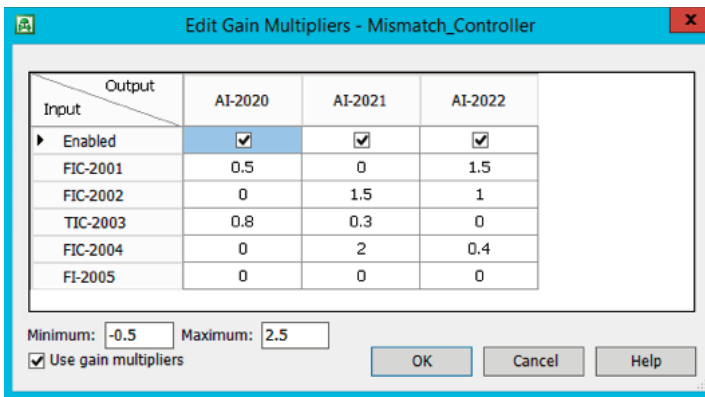 Edit Gain Multipliers - Mismatch_Controller
x
Output
Input
AI-2020 AI-2021 AI-2022
Enabled
FIC-2001 0.5 0 1.5
FIC-2002 0 1.5 1
TIC-2003 0.8 0.3 0
FIC-2004 0 2 0.4
FI-2005 0 0 0
Minimum: -0.5 Maximum: 2.5
Use gain multipliers
OK Cancel Help